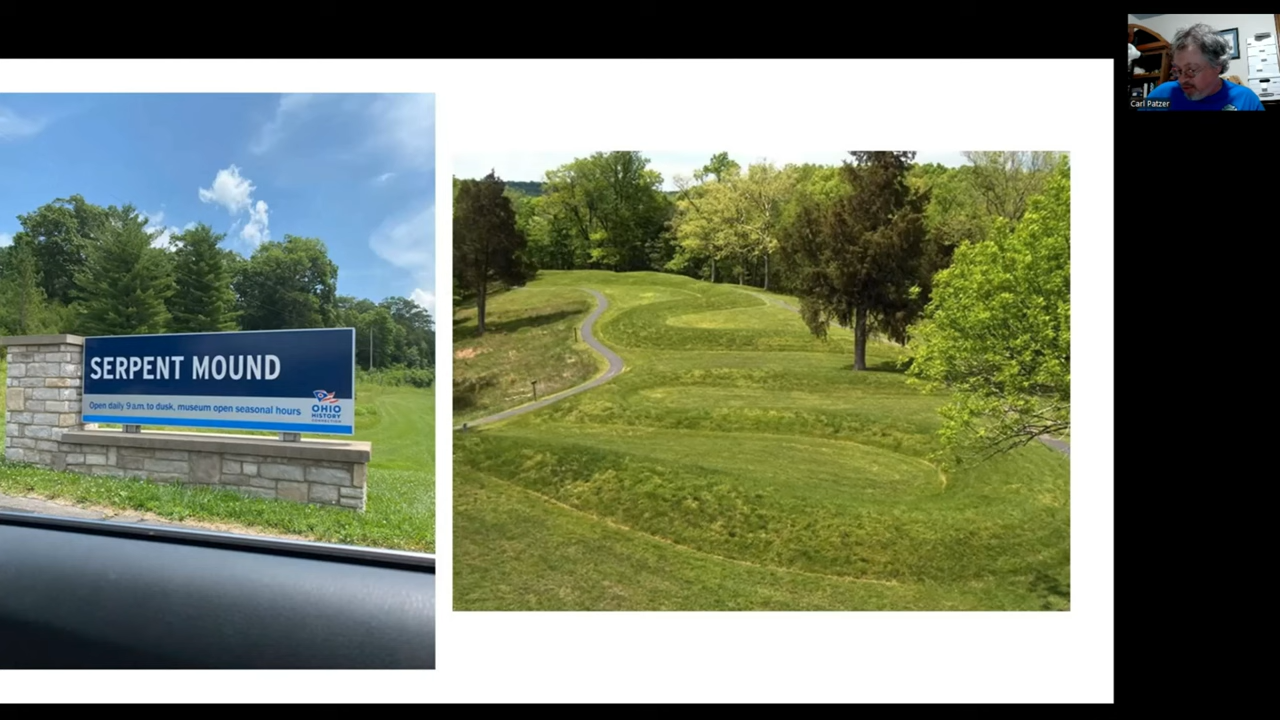 Carl Patzer
SERPENT MOUND
Open daily 9 a.m. to dusk, museum open seasonal hours
OHIO
HISTORY
CONNECTION